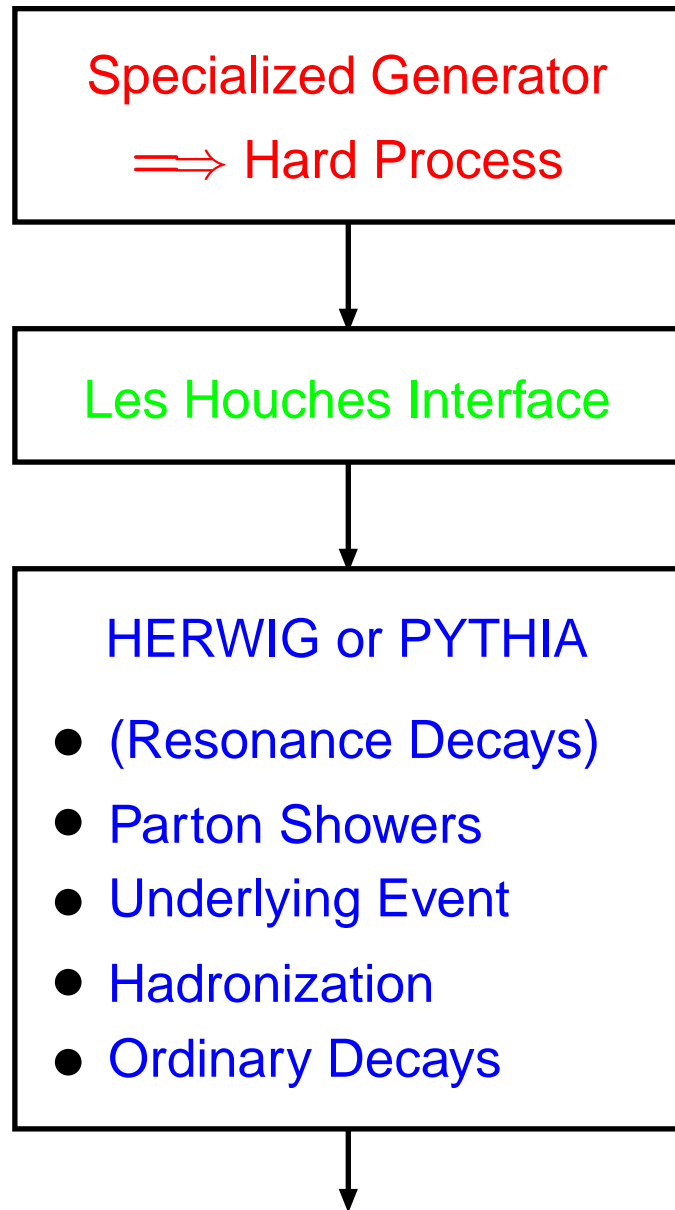 Specialized Generator
⟹ Hard Process
Les Houches Interface
HERWIG or PYTHIA
● (Resonance Decays)
● Parton Showers
● Underlying Event
● Hadronization
● Ordinary Decays